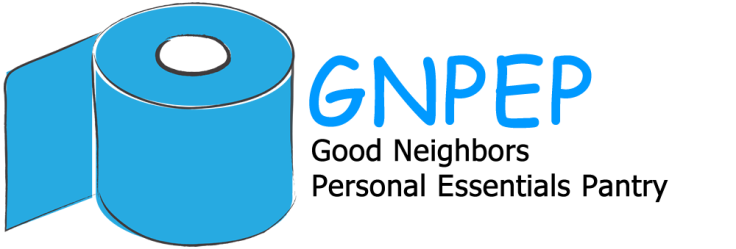 GNPEP
Good Neighbors
Personal Essentials Pantry